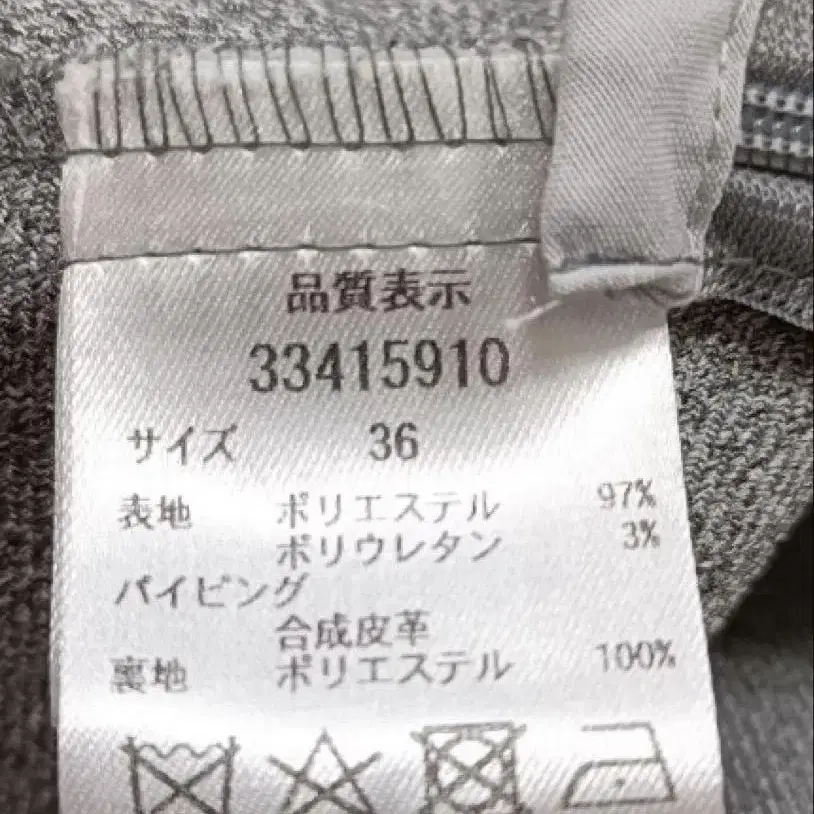 品質表示
33415910
サイズ 36
表地 ポリエステル 97%
ポリウレタン 3%
パイピング
合成皮革
裏地 ポリエステル 100%